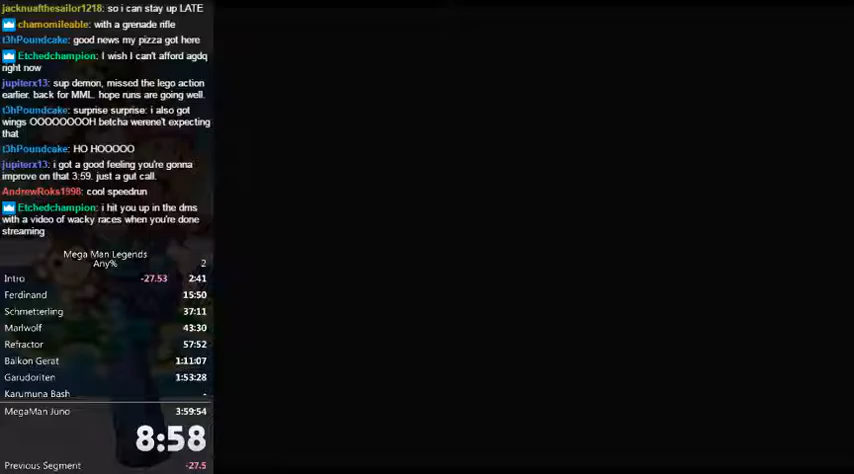 jacknuafthesailor1218: so i can stay up LATE
chamomileable: with a grenade rifle
t3hPoundcake: good news my pizza got here
Etchedchampion: I wish I can't afford agdq
right now
jupiterx13: sup demon, missed the lego action
earlier. back for MML. hope runs are going well.
t3hPoundcake: surprise surprise: i also got
wings OOOOOOOOH betcha werenen't expecting
that
t3hPoundcake: HO HOOOOO
jupiterx13: i got a good feeling you're gonna
improve on that 3:59. just a gut call.
AndrewRoks1998: cool speedrun
Etchedchampion: i hit you up in the dms
with a video of wacky races when you're done
streaming
Mega Man Legends
Any% 2
Intro -27.53 2:41
Ferdinand 15:50
Schmetterling 37:11
Marlwolf 43:30
Refractor 57:52
Balkon Gerat 1:11:07
Garudoriten 1:53:28
Karumuna Bash -
MegaMan Juno 3:59:54
8:58
Previous Segment -27.5